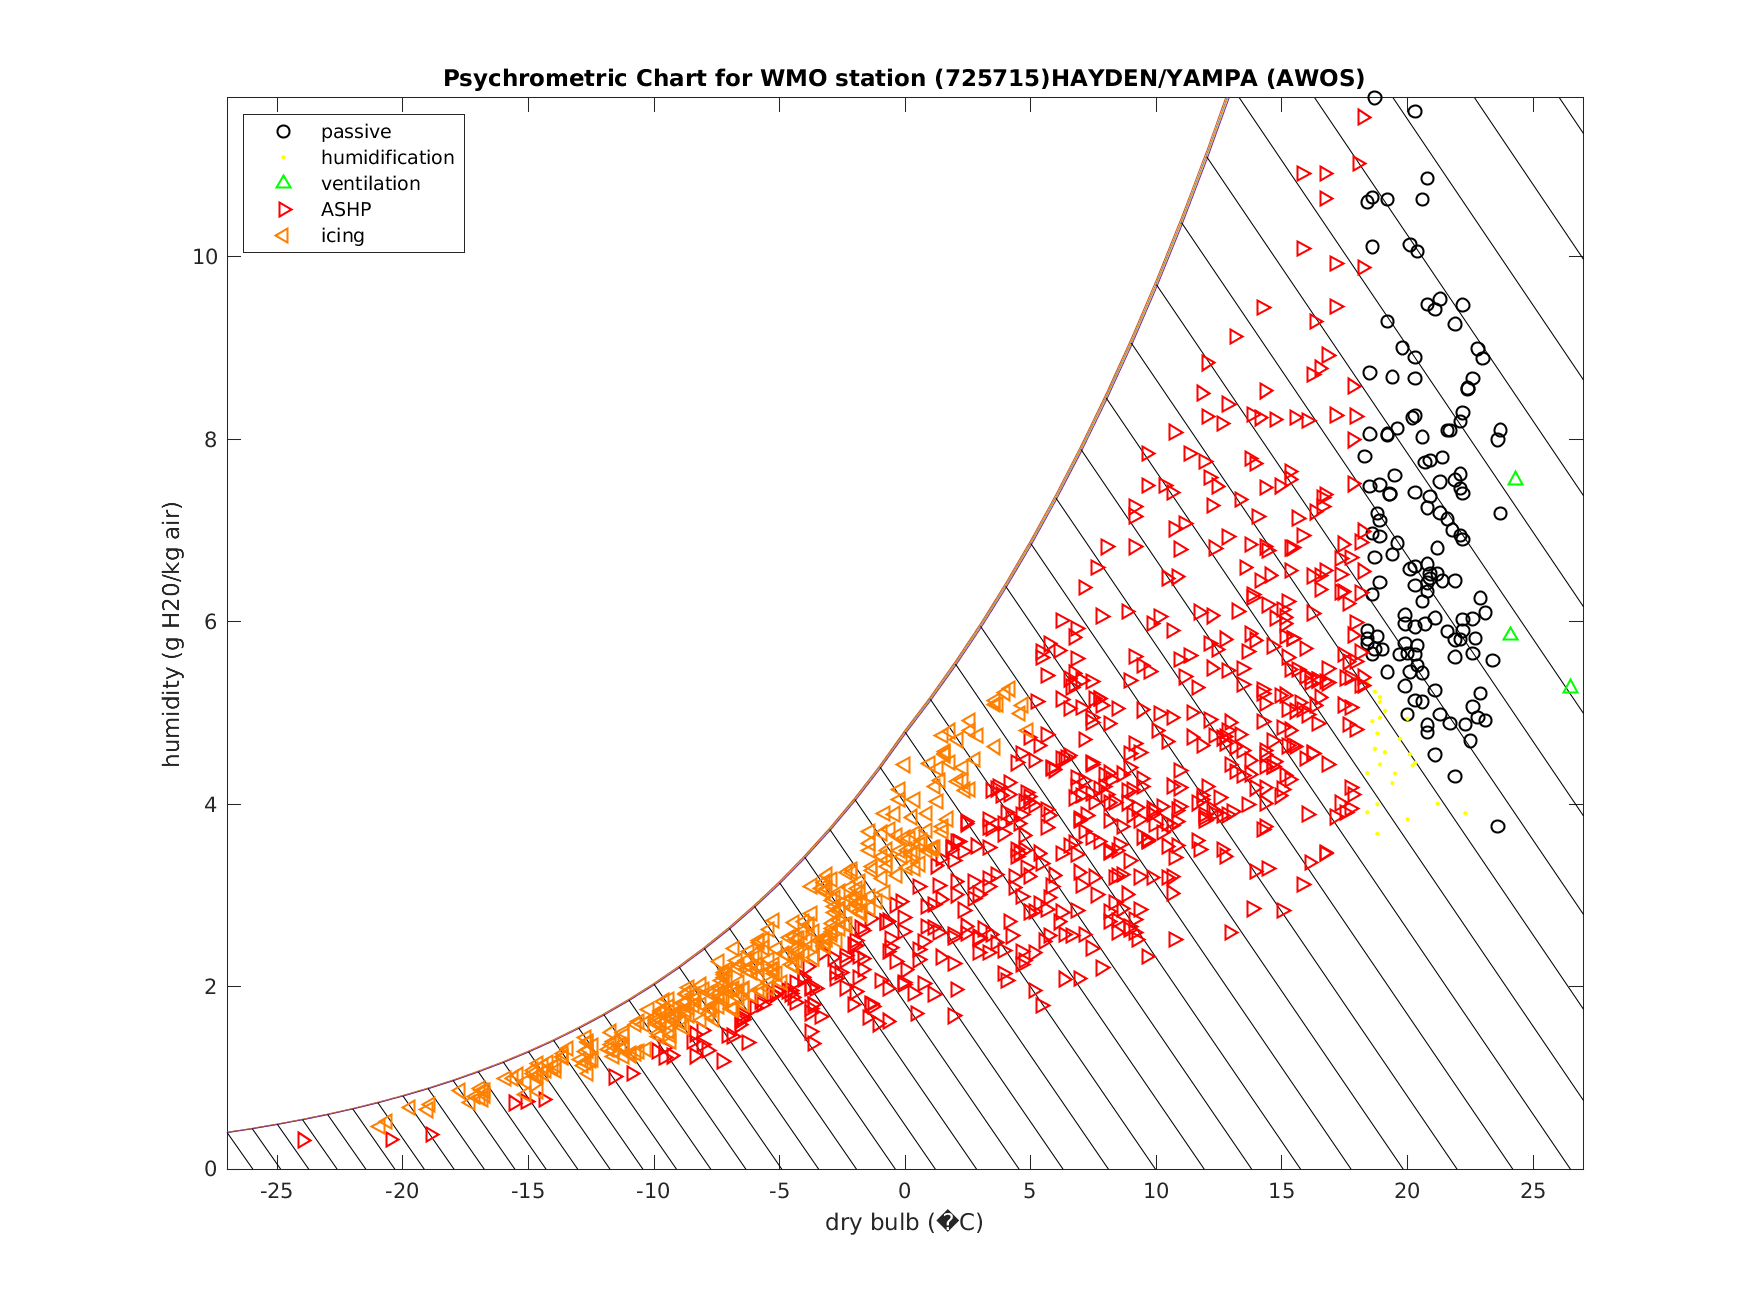 Psychrometric Chart for WMO station (725715)HAYDEN/YAMPA (AWOS)
passive
humidification
ventilation
ASHP
icing
10
8
6
4
2
0
humidity (g H20/kg air)
-25 -20 -15 -10 -5 0 5 10 15 20 25
dry bulb (�C)